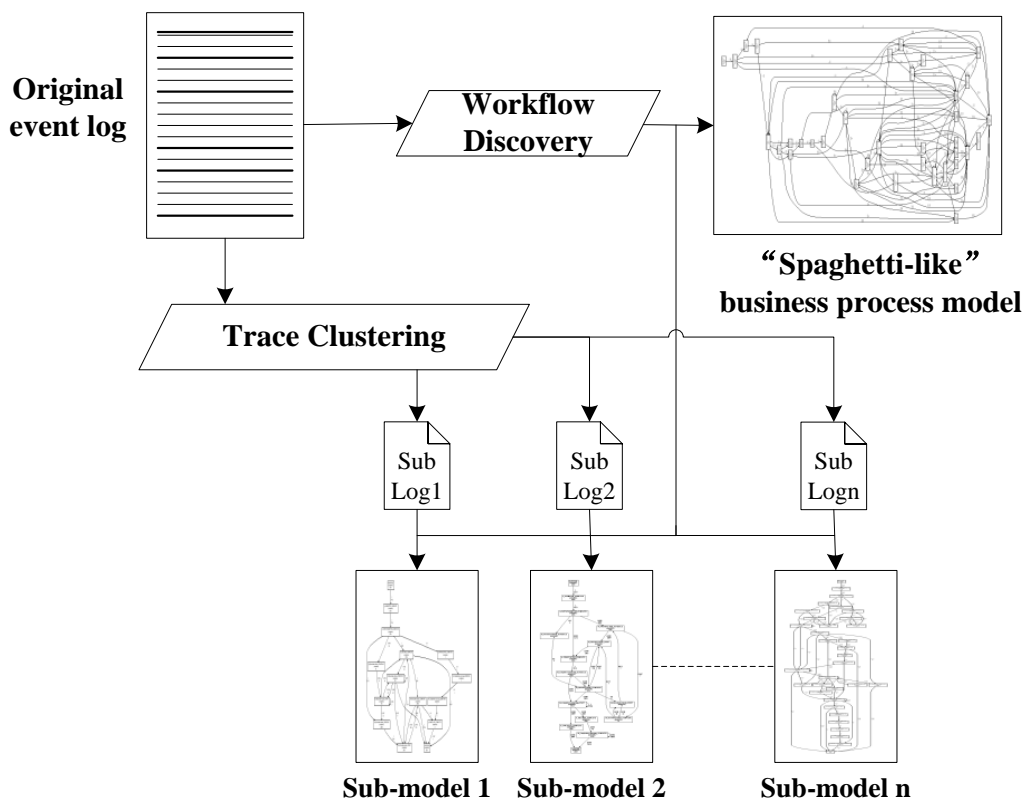 Original
event log
Workflow
Discovery
“Spaghetti-like”
business process model
Trace Clustering
Sub
Log1
Sub
Log2
Sub
Logn
Sub-model 1
Sub-model 2
Sub-model n